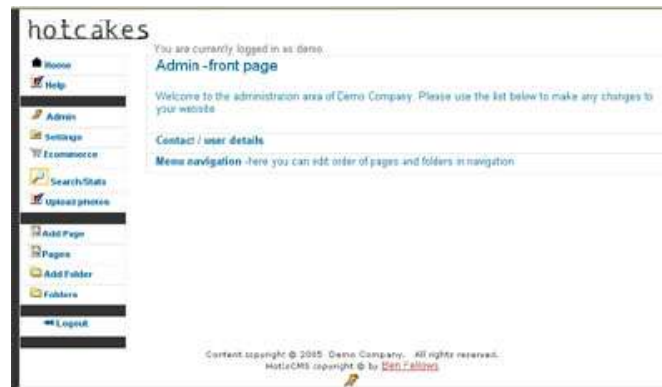 hotcakes
You are currently logged in as demo.
Home
Help
Admin
Settings
Ecommerce
Search/Stats
Upload photos
Add Page
Pages
Add Folder
Folders
Logout
Admin -front page
Welcome to the administration area of Demo Company. Please use the list below to make any changes to
your website
Contact / user details
Menu navigation -here you can edit order of pages and folders in navigation
Content copyright © 2005 Demo Company. All rights reserved.
copyright © by Ben Fellows